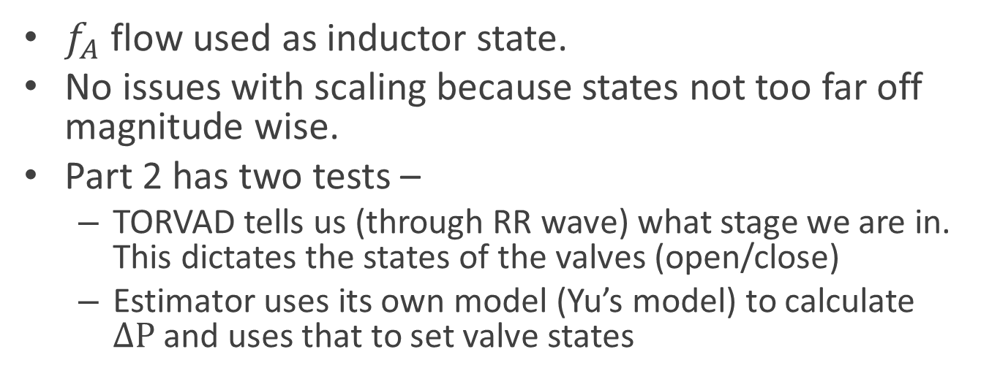 • f_A flow used as inductor state.
• No issues with scaling because states not too far off
magnitude wise.
• Part 2 has two tests –
– TORVAD tells us (through RR wave) what stage we are in.
This dictates the states of the valves (open/close)
– Estimator uses its own model (Yu’s model) to calculate
ΔP and uses that to set valve states